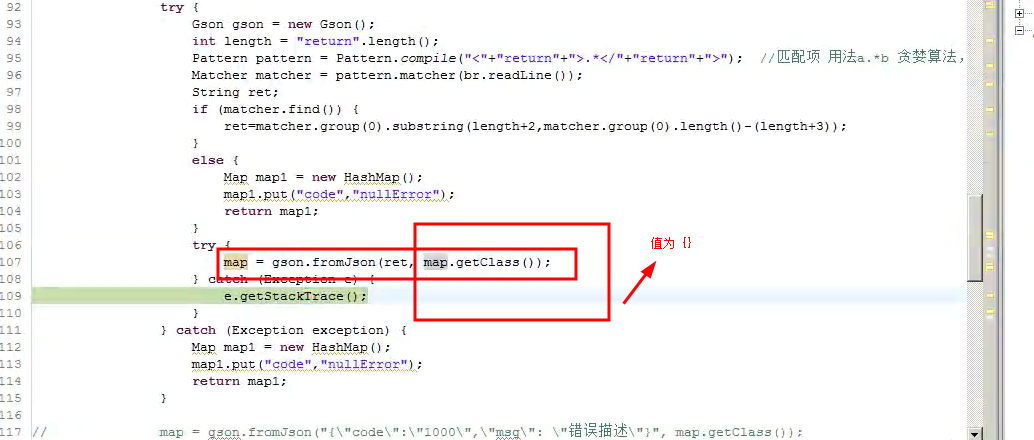 92 try {
93 Gson gson = new Gson();
94 int length = "return".length();
95 Pattern pattern = Pattern.compile("<"+"return"+">.*</"+"return"+">"); //匹配项 用法a.*b 贪婪算法，
96 Matcher matcher = pattern.matcher(br.readLine());
97 String ret;
98 if (matcher.find()) {
99 ret=matcher.group(0).substring(length+2,matcher.group(0).length()-(length+3));
100 }
101 else {
102 Map map1 = new HashMap();
103 map1.put("code","nullError");
104 return map1;
105 }
106 try {
107 map = gson.fromJson(ret, map.getClass());
值为 {}
108 } catch (Exception e) {
109 e.getStackTrace();
110 }
111 } catch (Exception exception) {
112 Map map1 = new HashMap();
113 map1.put("code","nullError");
114 return map1;
115 }
116
117 // map = gson.fromJson("{\"code\":\"1000\",\"msg\": \"错误描述\"}", map.getClass());